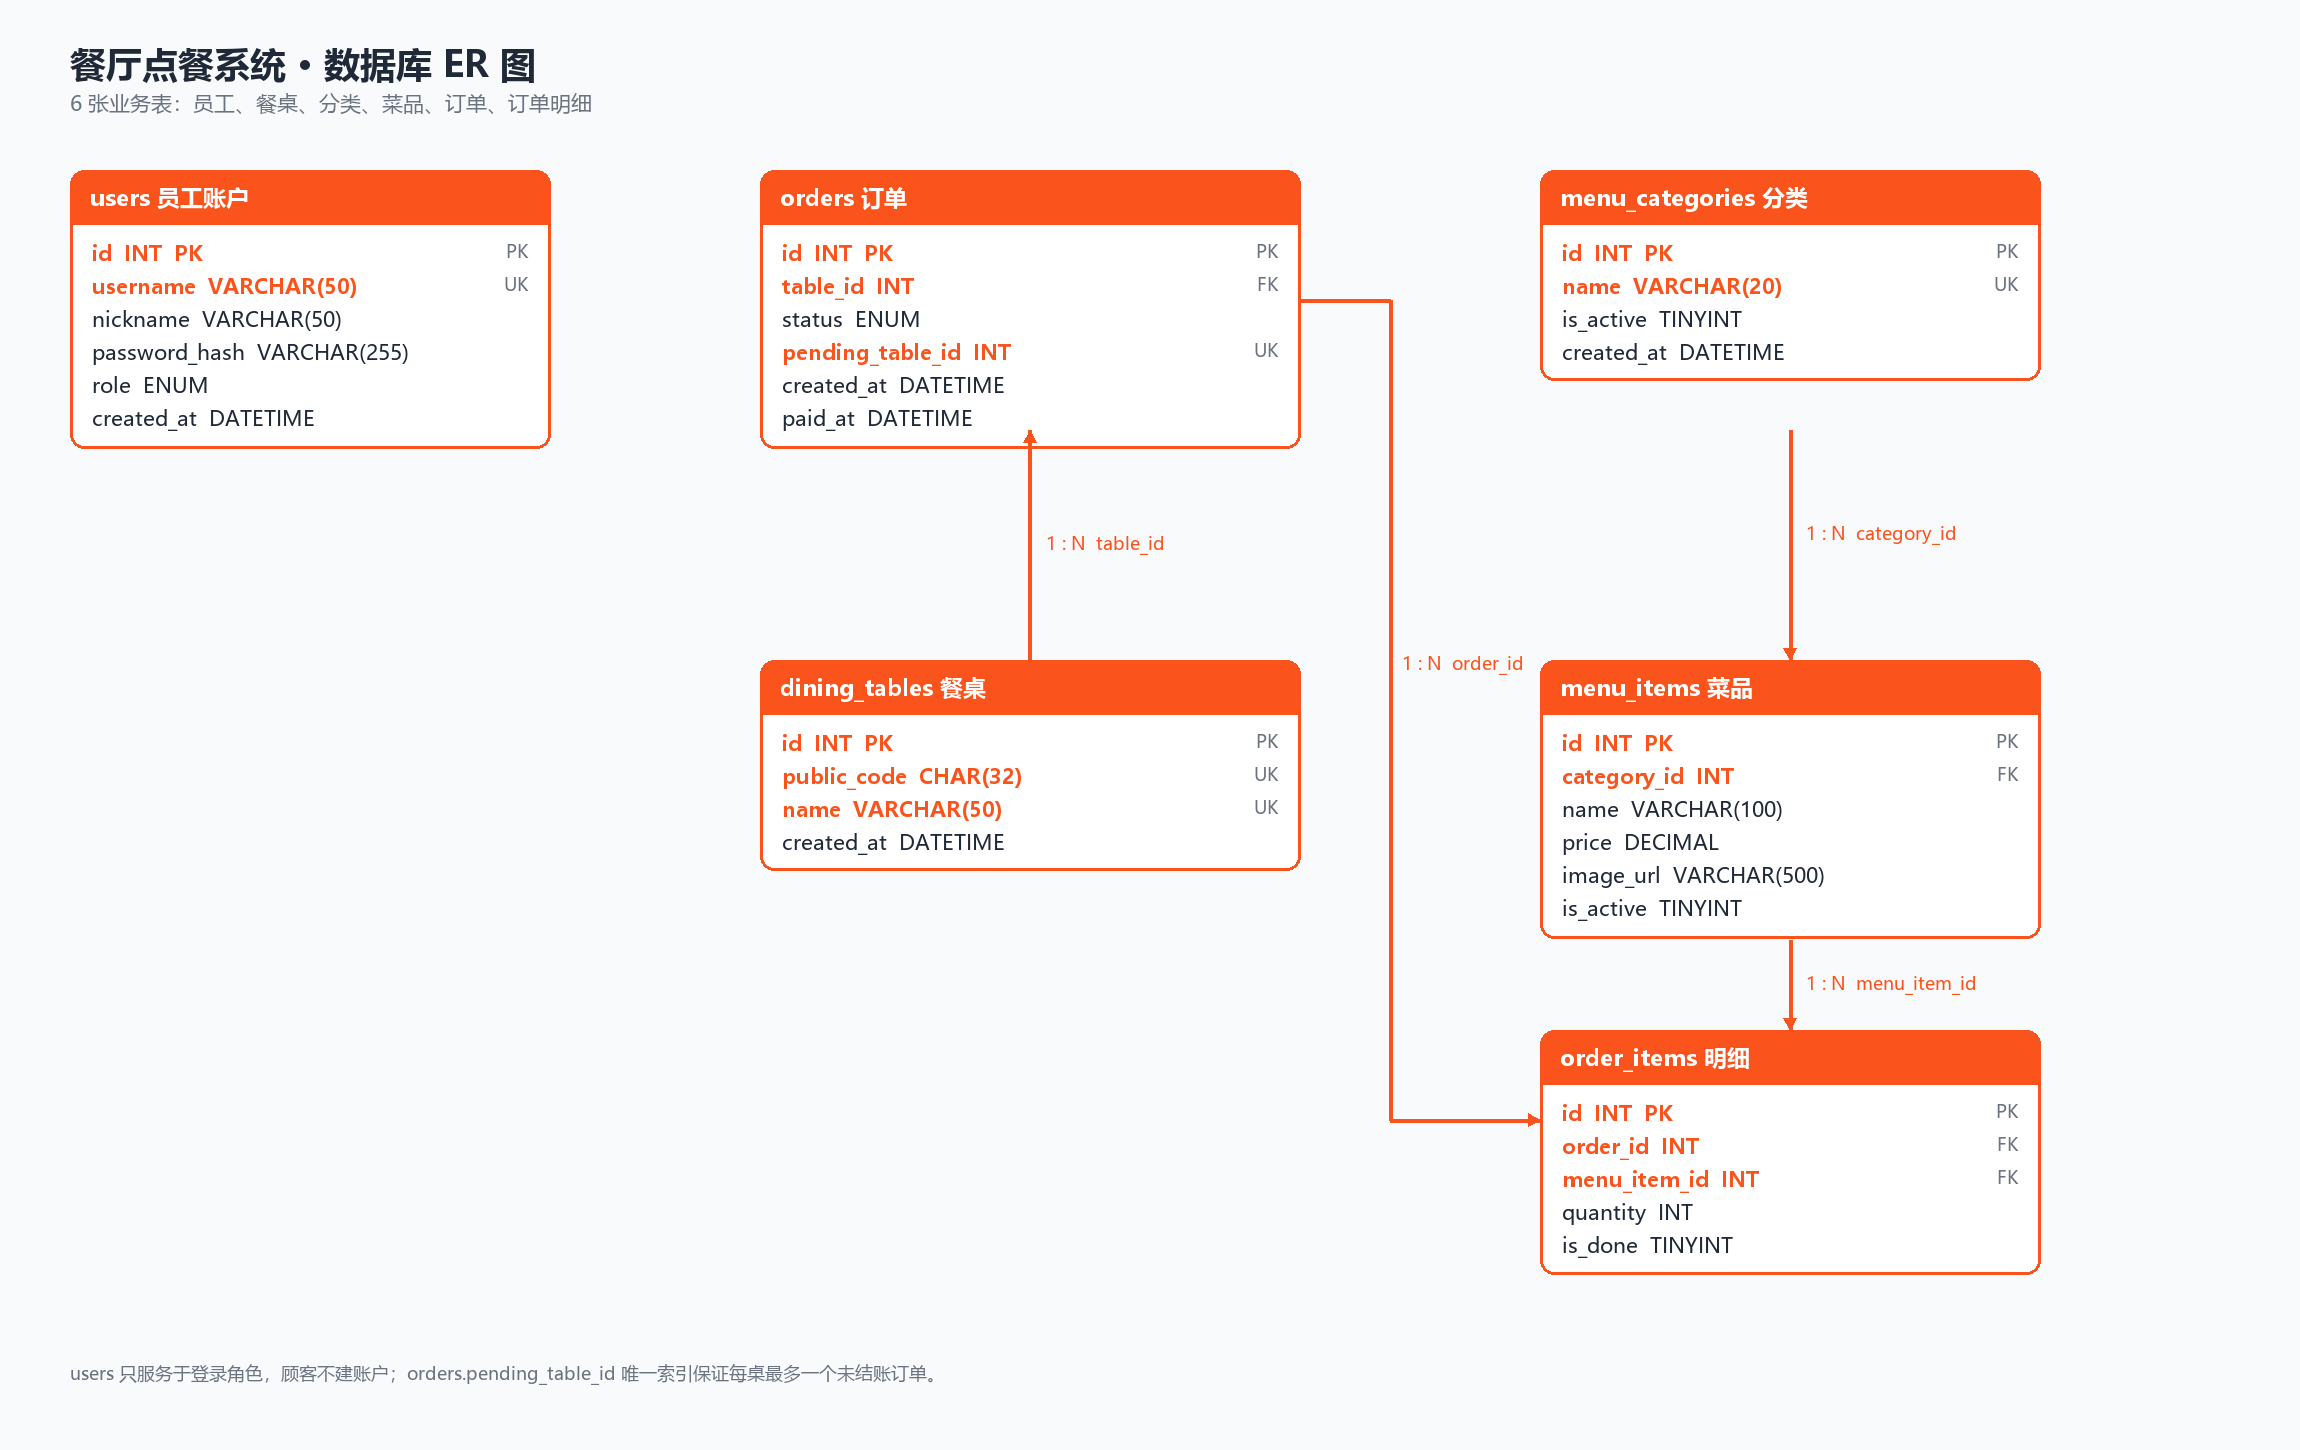 餐厅点餐系统 • 数据库 ER 图
6 张业务表：员工、餐桌、分类、菜品、订单、订单明细
users 员工账户
id INT PK PK
username VARCHAR(50) UK
nickname VARCHAR(50)
password_hash VARCHAR(255)
role ENUM
created_at DATETIME
orders 订单
id INT PK PK
table_id INT FK
status ENUM
pending_table_id INT UK
created_at DATETIME
paid_at DATETIME
menu_categories 分类
id INT PK PK
name VARCHAR(20) UK
is_active TINYINT
created_at DATETIME
1 : N table_id
1 : N category_id
1 : N order_id
dining_tables 餐桌
id INT PK PK
public_code CHAR(32) UK
name VARCHAR(50) UK
created_at DATETIME
menu_items 菜品
id INT PK PK
category_id INT FK
name VARCHAR(100)
price DECIMAL
image_url VARCHAR(500)
is_active TINYINT
1 : N menu_item_id
order_items 明细
id INT PK PK
order_id INT FK
menu_item_id INT FK
quantity INT
is_done TINYINT
users 只服务于登录角色，顾客不建账户；orders.pending_table_id 唯一索引保证每桌最多一个未结账订单。